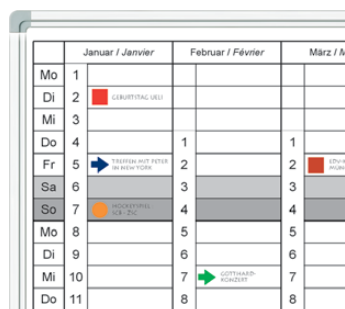 Januar / Janvier Februar / Février März /
Mo 1
Di 2 GEBURTSTAG UELI
Mi 3
Do 4 1 1
Fr 5 TREFFEN MIT PETER 2 2
IN NEW YORK
Sa 6 3 3
So 7 HOCKEYSPIEL - 4 4
SCB - ZSC
Mo 8 5 5
Di 9 6 6
Mi 10 7 GOTTHARD- 7
KONZERT
Do 11 8 8